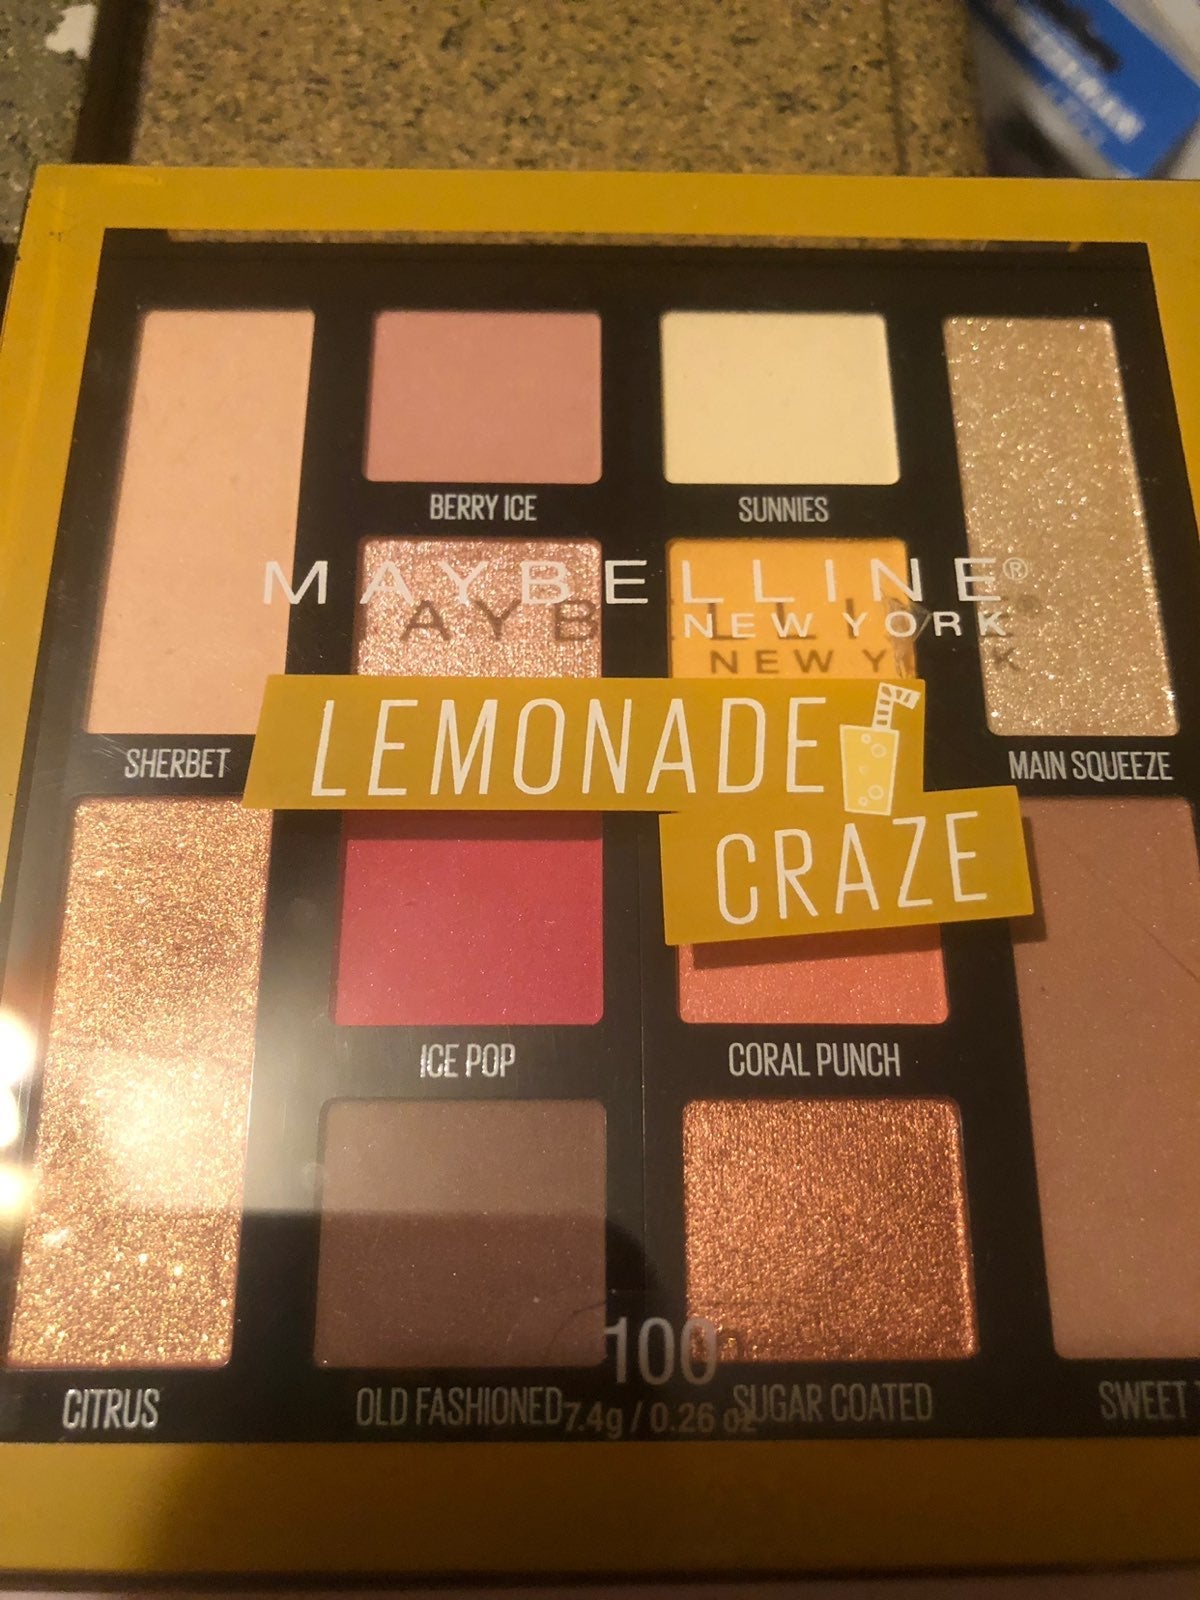 BERRY ICE
SUNNIES
MAYBELLINE®
NEW YORK
LEMONADE
CRAZE
SHERBET
MAIN SQUEEZE
ICE POP
CORAL PUNCH
100
7.4g / 0.26 oz
CITRUS
OLD FASHIONED
SUGAR COATED
SWEET